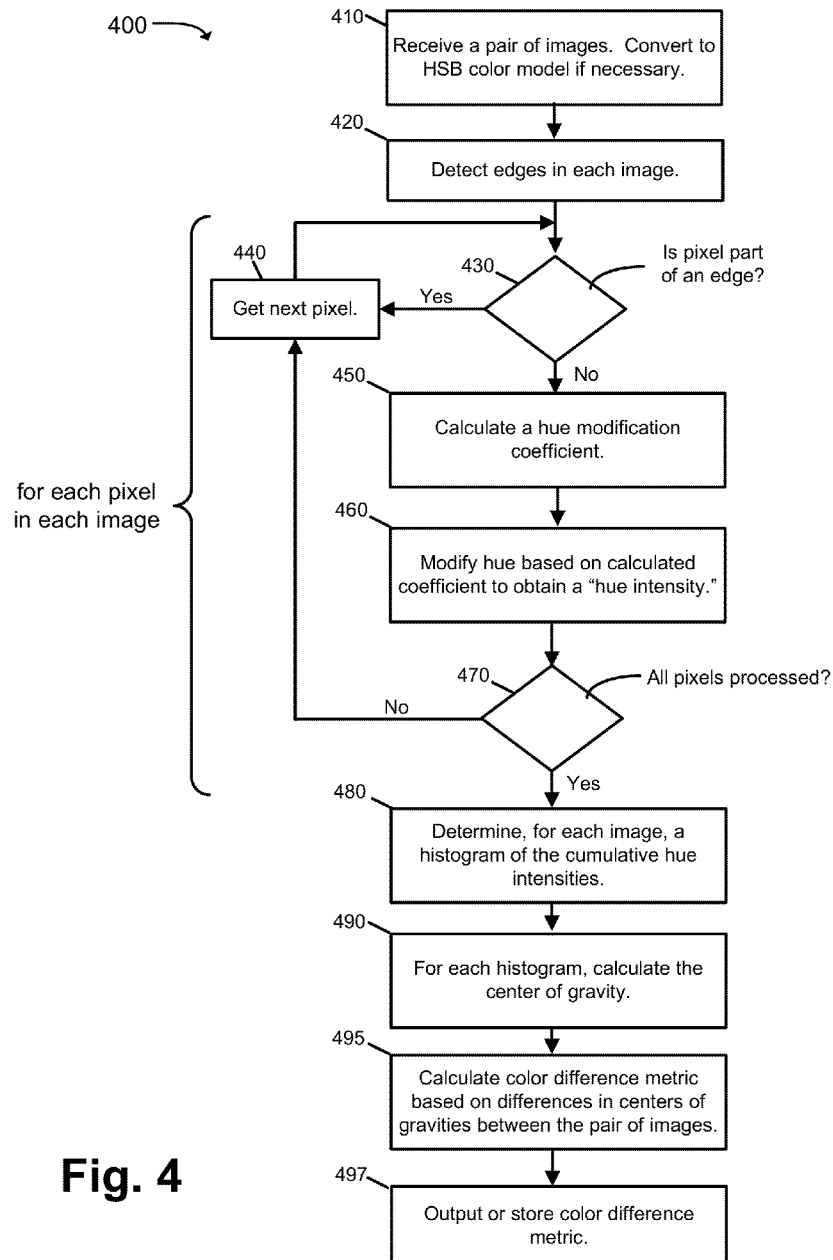 400
410
Receive a pair of images.  Convert to
HSB color model if necessary.
420
Detect edges in each image.
440
Get next pixel.
430
Is pixel part
of an edge?
Yes
No
450
Calculate a hue modification
coefficient.
for each pixel
in each image
460
Modify hue based on calculated
coefficient to obtain a “hue intensity.”
470
All pixels processed?
No
Yes
480
Determine, for each image, a
histogram of the cumulative hue
intensities.
490
For each histogram, calculate the
center of gravity.
495
Calculate color difference metric
based on differences in centers of
gravities between the pair of images.
497
Output or store color difference
metric.
Fig. 4